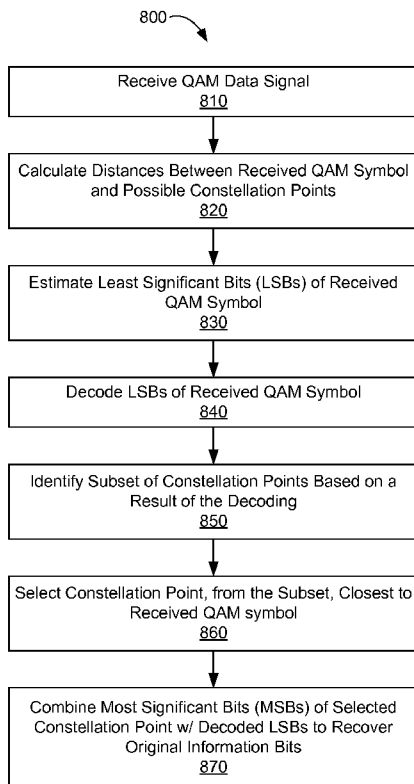 800
Receive QAM Data Signal
810
Calculate Distances Between Received QAM Symbol
and Possible Constellation Points
820
Estimate Least Significant Bits (LSBs) of Received
QAM Symbol
830
Decode LSBs of Received QAM Symbol
840
Identify Subset of Constellation Points Based on a
Result of the Decoding
850
Select Constellation Point, from the Subset, Closest to
Received QAM symbol
860
Combine Most Significant Bits (MSBs) of Selected
Constellation Point w/ Decoded LSBs to Recover
Original Information Bits
870